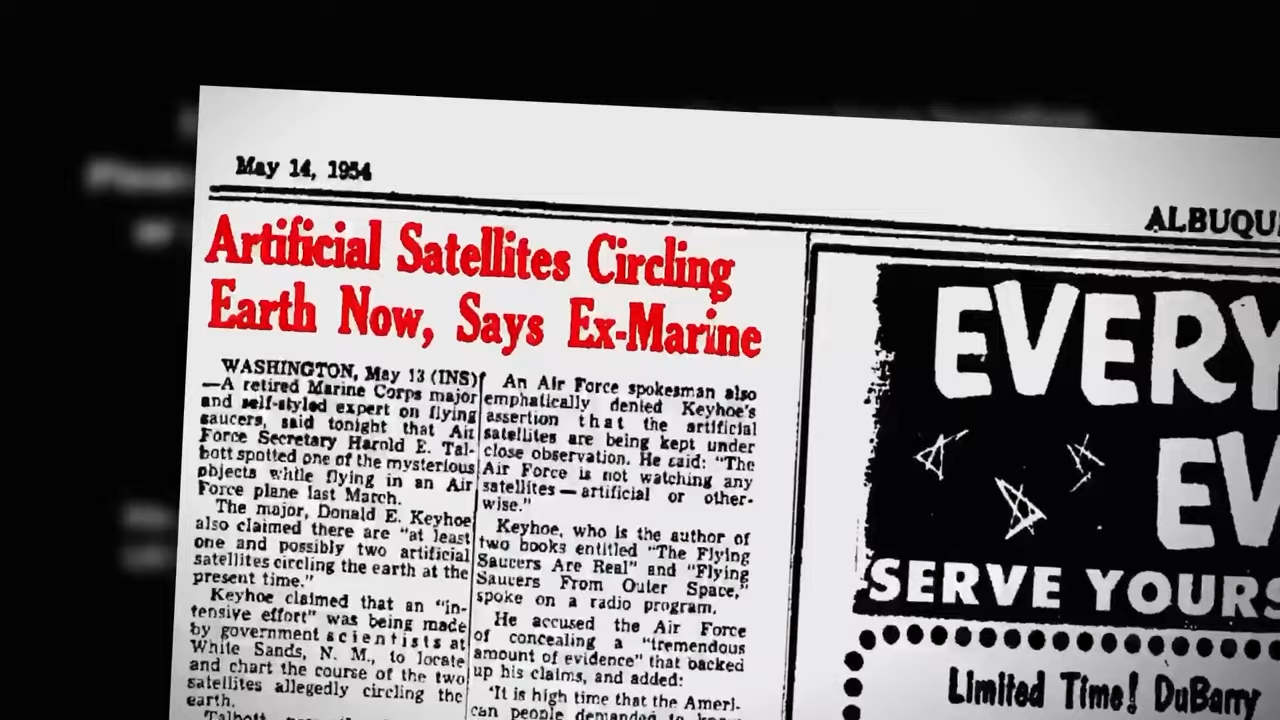 May 14, 1954
ALBUQU
Artificial Satellites Circling
Earth Now, Says Ex-Marine
WASHINGTON, May 13 (INS)
—A retired Marine Corps major
and self-styled expert on flying
saucers, said tonight that Air
Force Secretary Harold E. Tal-
bott spotted one of the mysterious
objects while flying in an Air
Force plane last March.
The major, Donald E. Keyhoe
also claimed there are "at least
one and possibly two artificial
satellites circling the earth at the
present time."
Keyhoe claimed that an "in-
tensive effort" was being made
by government scientists at
White Sands, N. M., to locate
and chart the course of the two
satellites allegedly circling the
earth.
Talbott,
An Air Force spokesman also
emphatically denied Keyhoe's
assertion that the artificial
satellites are being kept under
close observation. He said: "The
Air Force is not watching any
satellites — artificial or other-
wise."
Keyhoe, who is the author of
two books entitled "The Flying
Saucers Are Real" and "Flying
Saucers From Outer Space,"
spoke on a radio program.
He accused the Air Force
of concealing a "tremendous
amount of evidence" that backed
up his claims, and added:
"It is high time that the Ameri-
can people demanded to know
EVERY
EV
SERVE YOURS
Limited Time! DuBarry